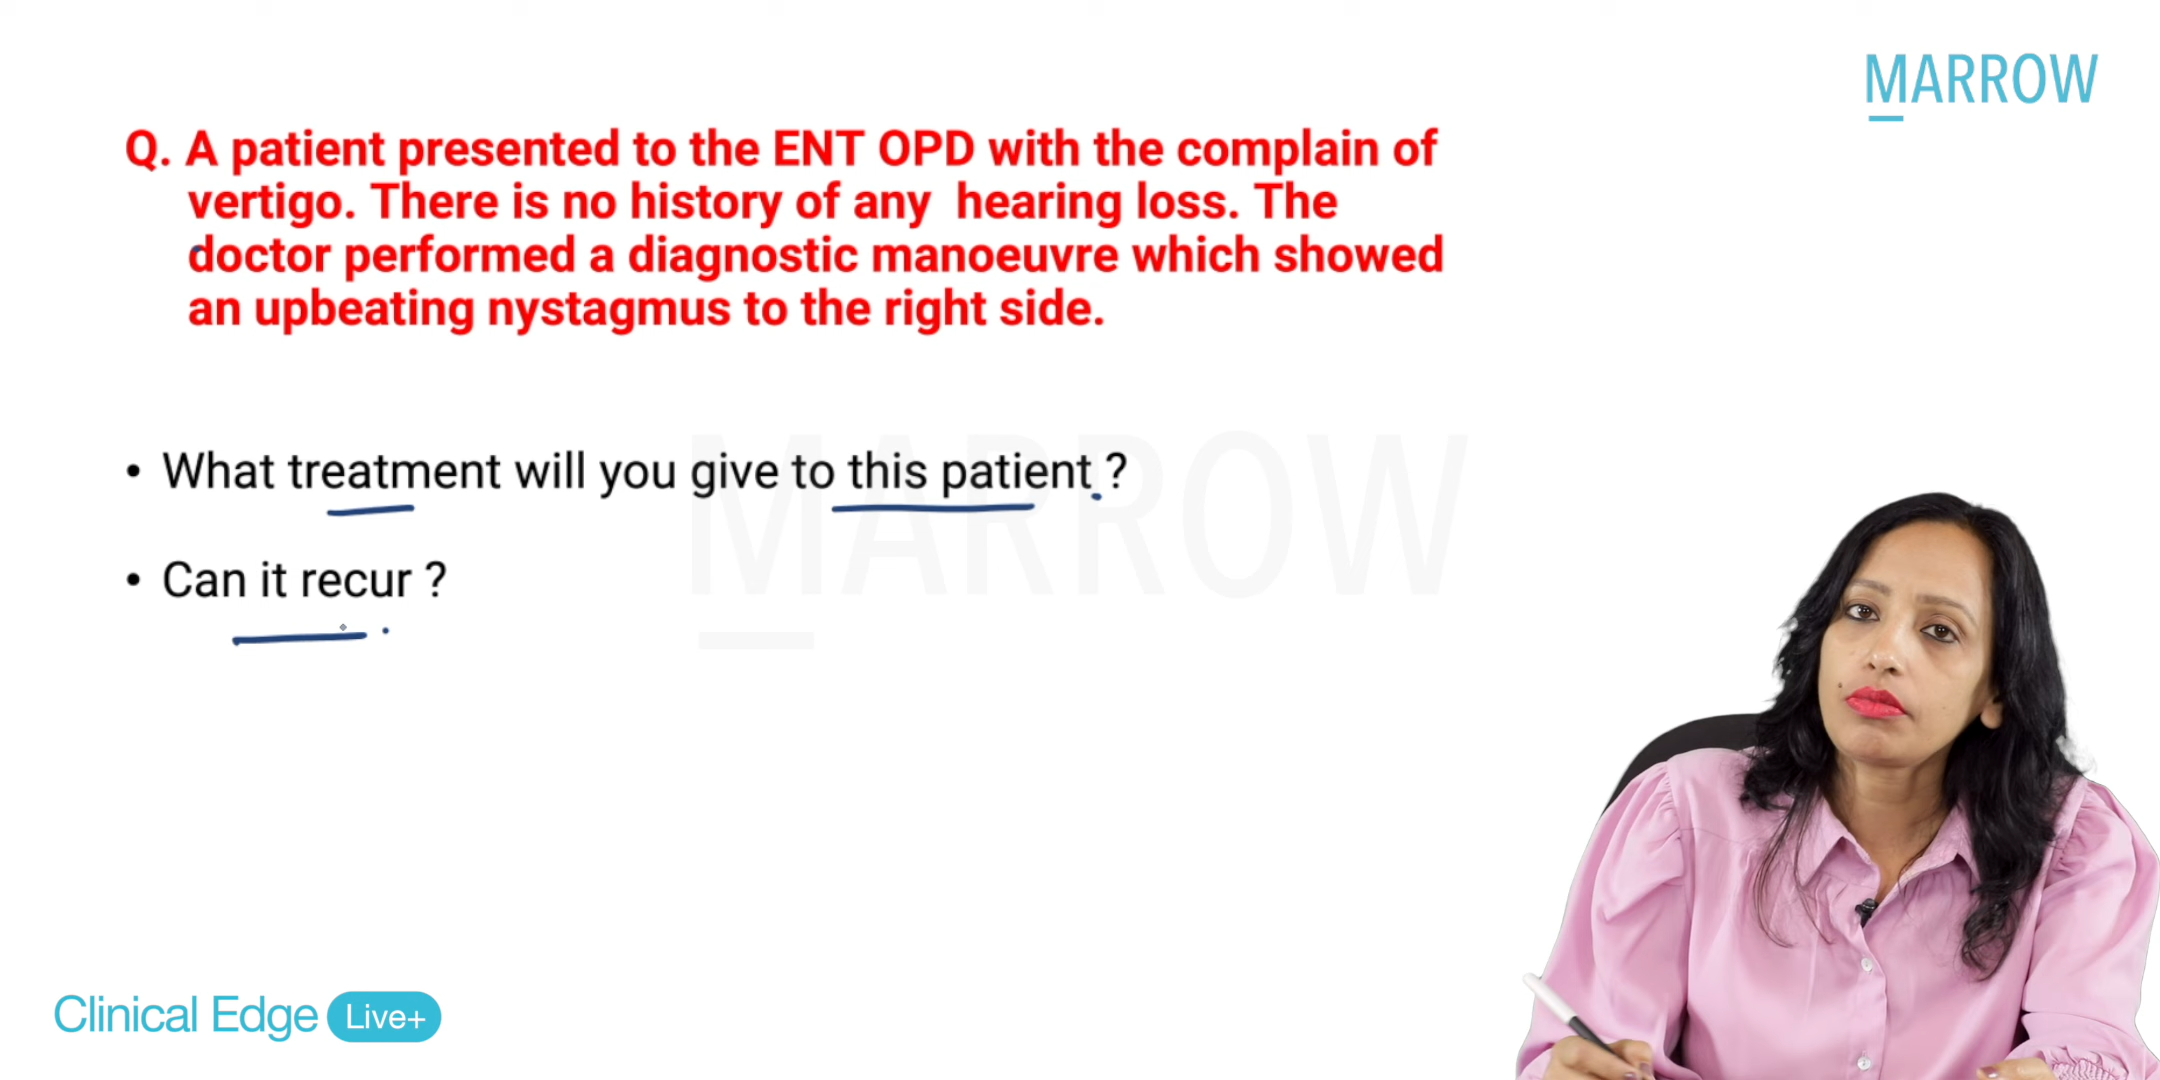 MARROW
Q. A patient presented to the ENT OPD with the complain of
vertigo. There is no history of any hearing loss. The
doctor performed a diagnostic manoeuvre which showed
an upbeating nystagmus to the right side.
• What treatment will you give to this patient ?
• Can it recur ?
MARROW
Clinical Edge Live+